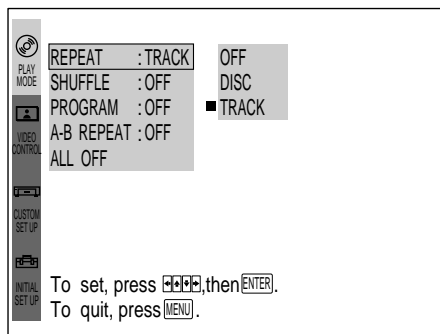 PLAY
MODE
VIDEO
CONTROL
CUSTOM
SET UP
INITIAL
SET UP
REPEAT :TRACK
SHUFFLE :OFF
PROGRAM :OFF
A-B REPEAT :OFF
ALL OFF
OFF
DISC
TRACK
To set, press ,then ENTER.
To quit, press MENU.